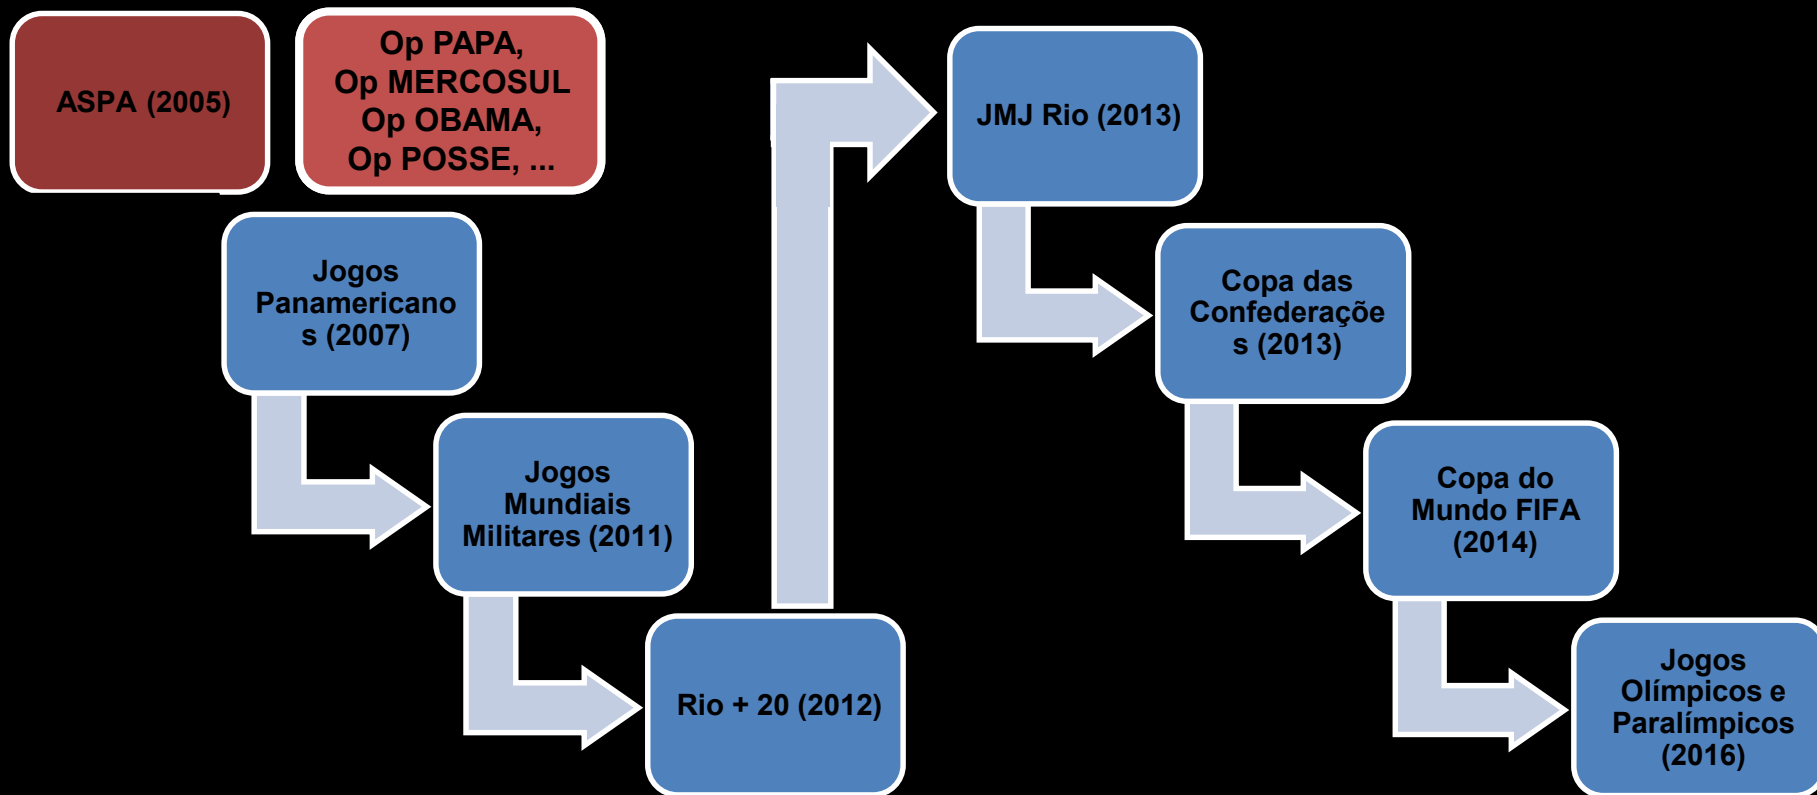 ASPA (2005)
Op PAPA,
Op MERCOSUL
Op OBAMA,
Op POSSE, ...
Jogos
Panamericano
s (2007)
Jogos
Mundiais
Militares (2011)
Rio + 20 (2012)
JMJ Rio (2013)
Copa das
Confederaçõe
s (2013)
Copa do
Mundo FIFA
(2014)
Jogos
Olímpicos e
Paralímpicos
(2016)